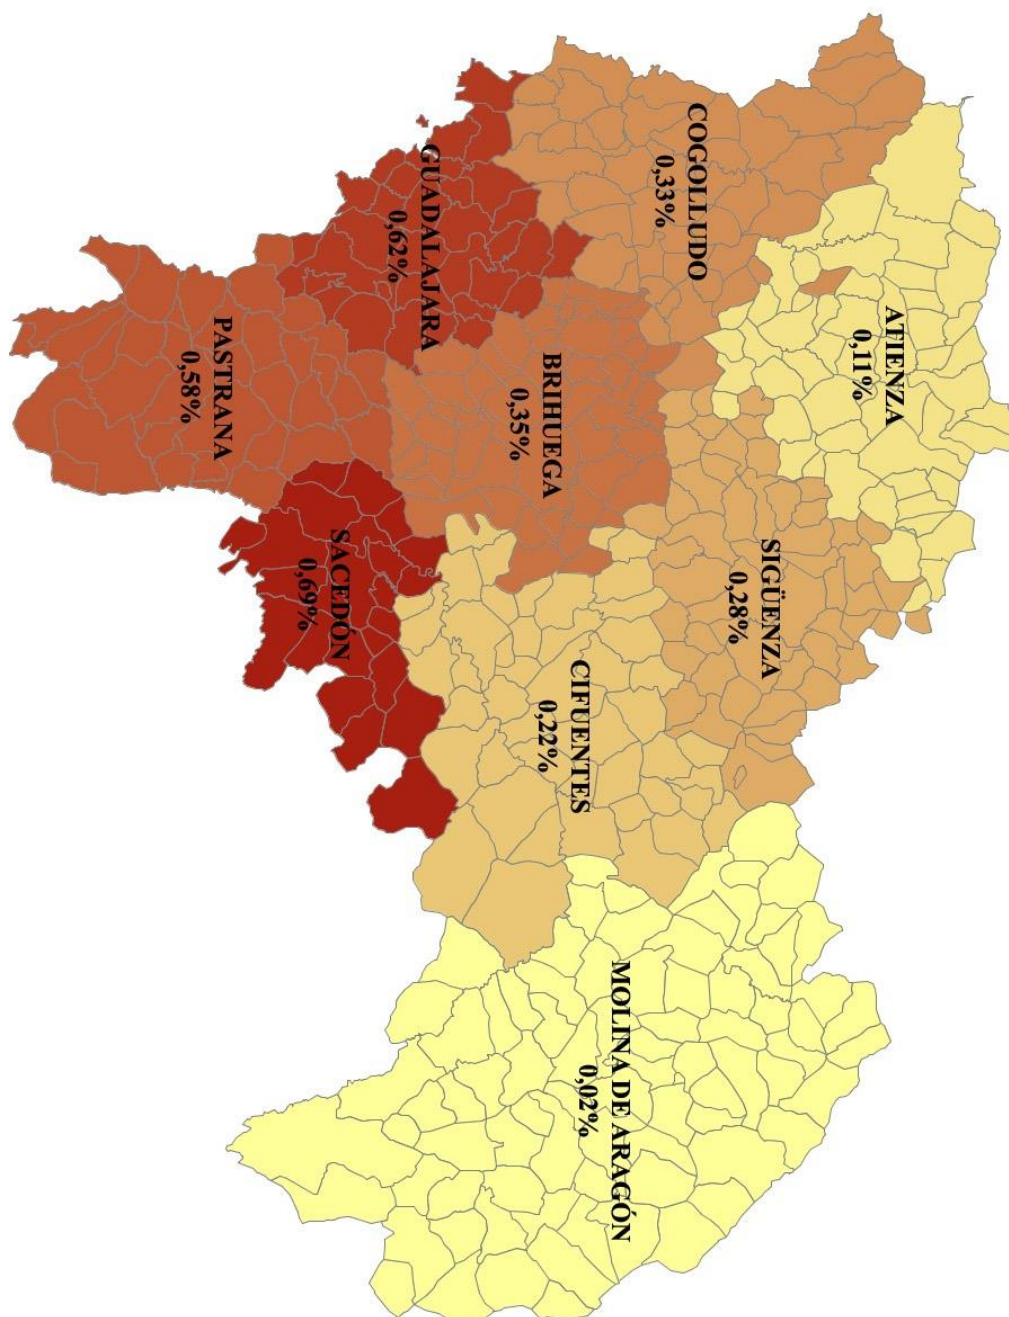 COGOLLUDO
0,33%
ATIENZA
0,11%
GUADALAJARA
0,62%
BRIHUEGA
0,35%
PASTRANA
0,58%
SIGÜENZA
0,28%
SACEDÓN
0,69%
CIFUENTES
0,22%
MOLINA DE ARAGÓN
0,02%